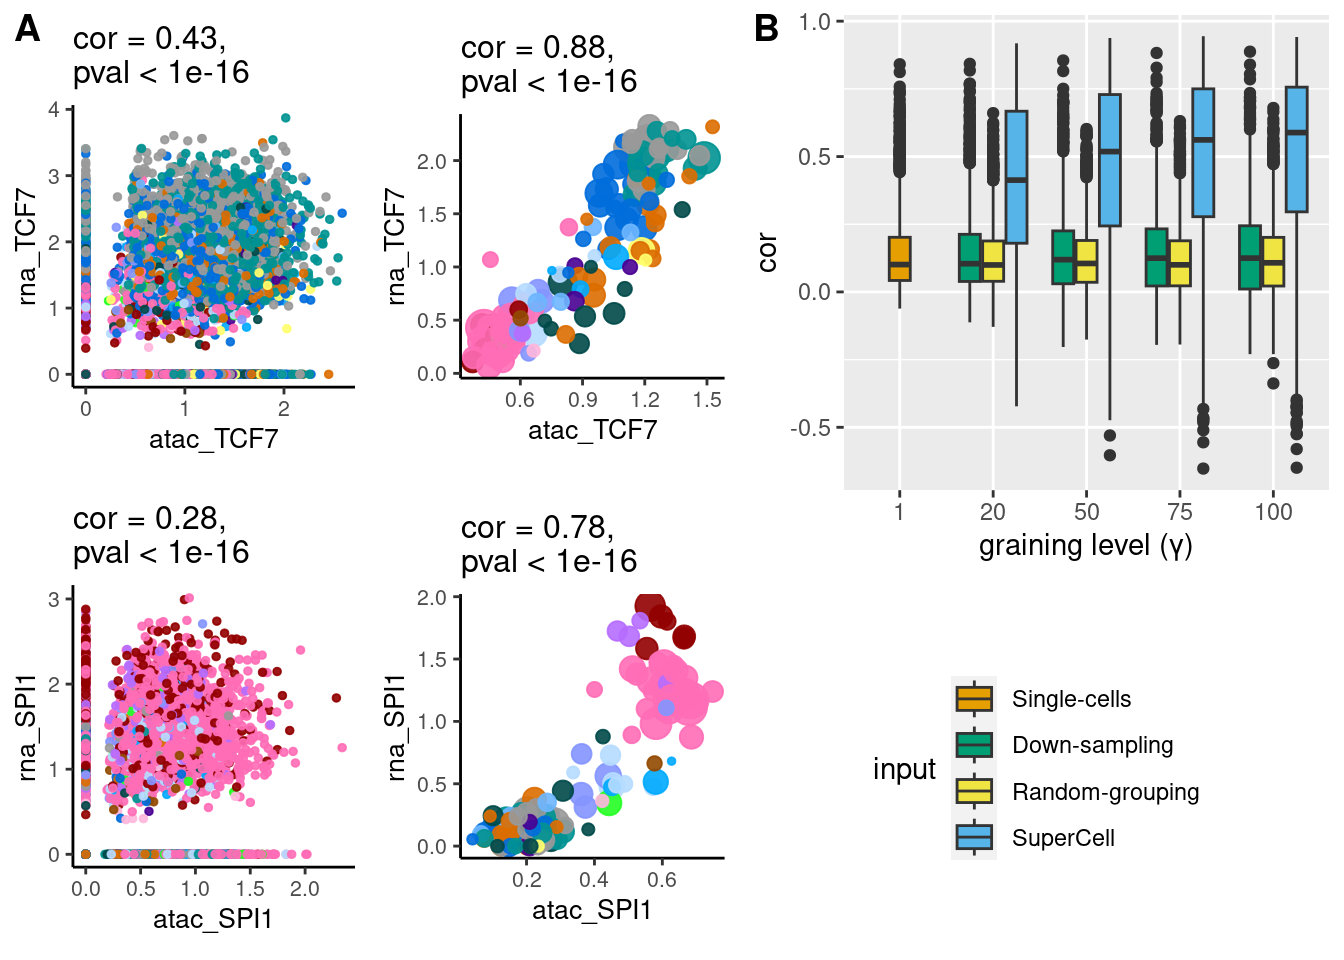 A
cor = 0.43,
pval < 1e-16
4
3
2
1
0
rna_TCF7
0
1
2
atac_TCF7
cor = 0.88,
pval < 1e-16
2.0
1.5
1.0
0.5
0.0
rna_TCF7
0.6
0.9
1.2
1.5
atac_TCF7
cor = 0.28,
pval < 1e-16
3
2
1
0
rna_SPI1
0.0
0.5
1.0
1.5
2.0
atac_SPI1
cor = 0.78,
pval < 1e-16
2.0
1.5
1.0
0.5
0.0
rna_SPI1
0.2
0.4
0.6
atac_SPI1
B
1.0
0.5
0.0
-0.5
cor
1
20
50
75
100
graining level (γ)
input
Single-cells
Down-sampling
Random-grouping
SuperCell